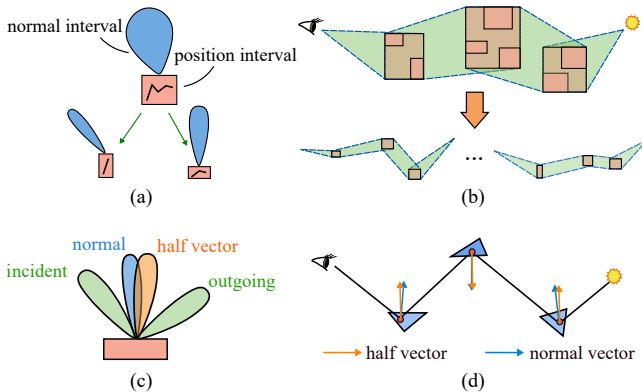 normal interval
position interval
(a)
...
(b)
normal
half vector
incident
outgoing
(c)
half vector
normal vector
(d)